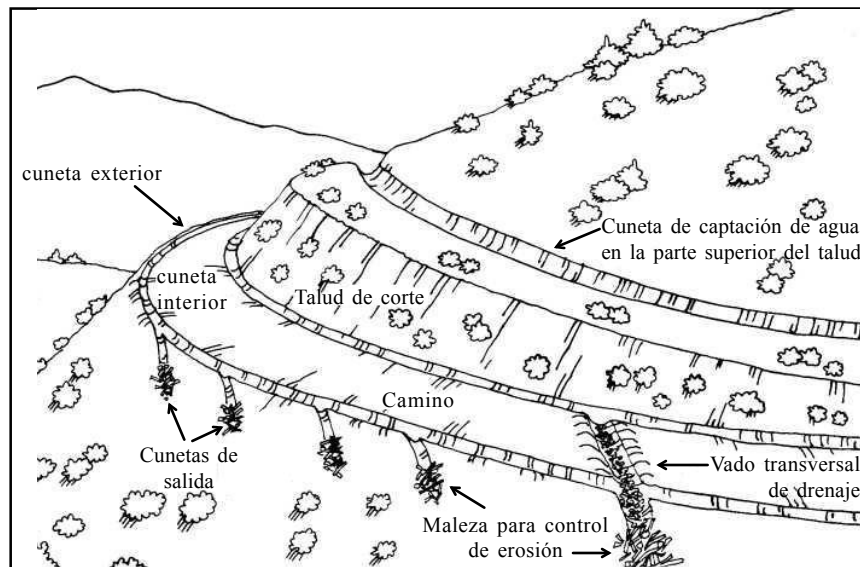 cuneta exterior
Cuneta de captación de agua
en la parte superior del talud
cuneta
interior
Talud de corte
Camino
Cunetas de
salida
Vado transversal
de drenaje
Maleza para control
de erosión